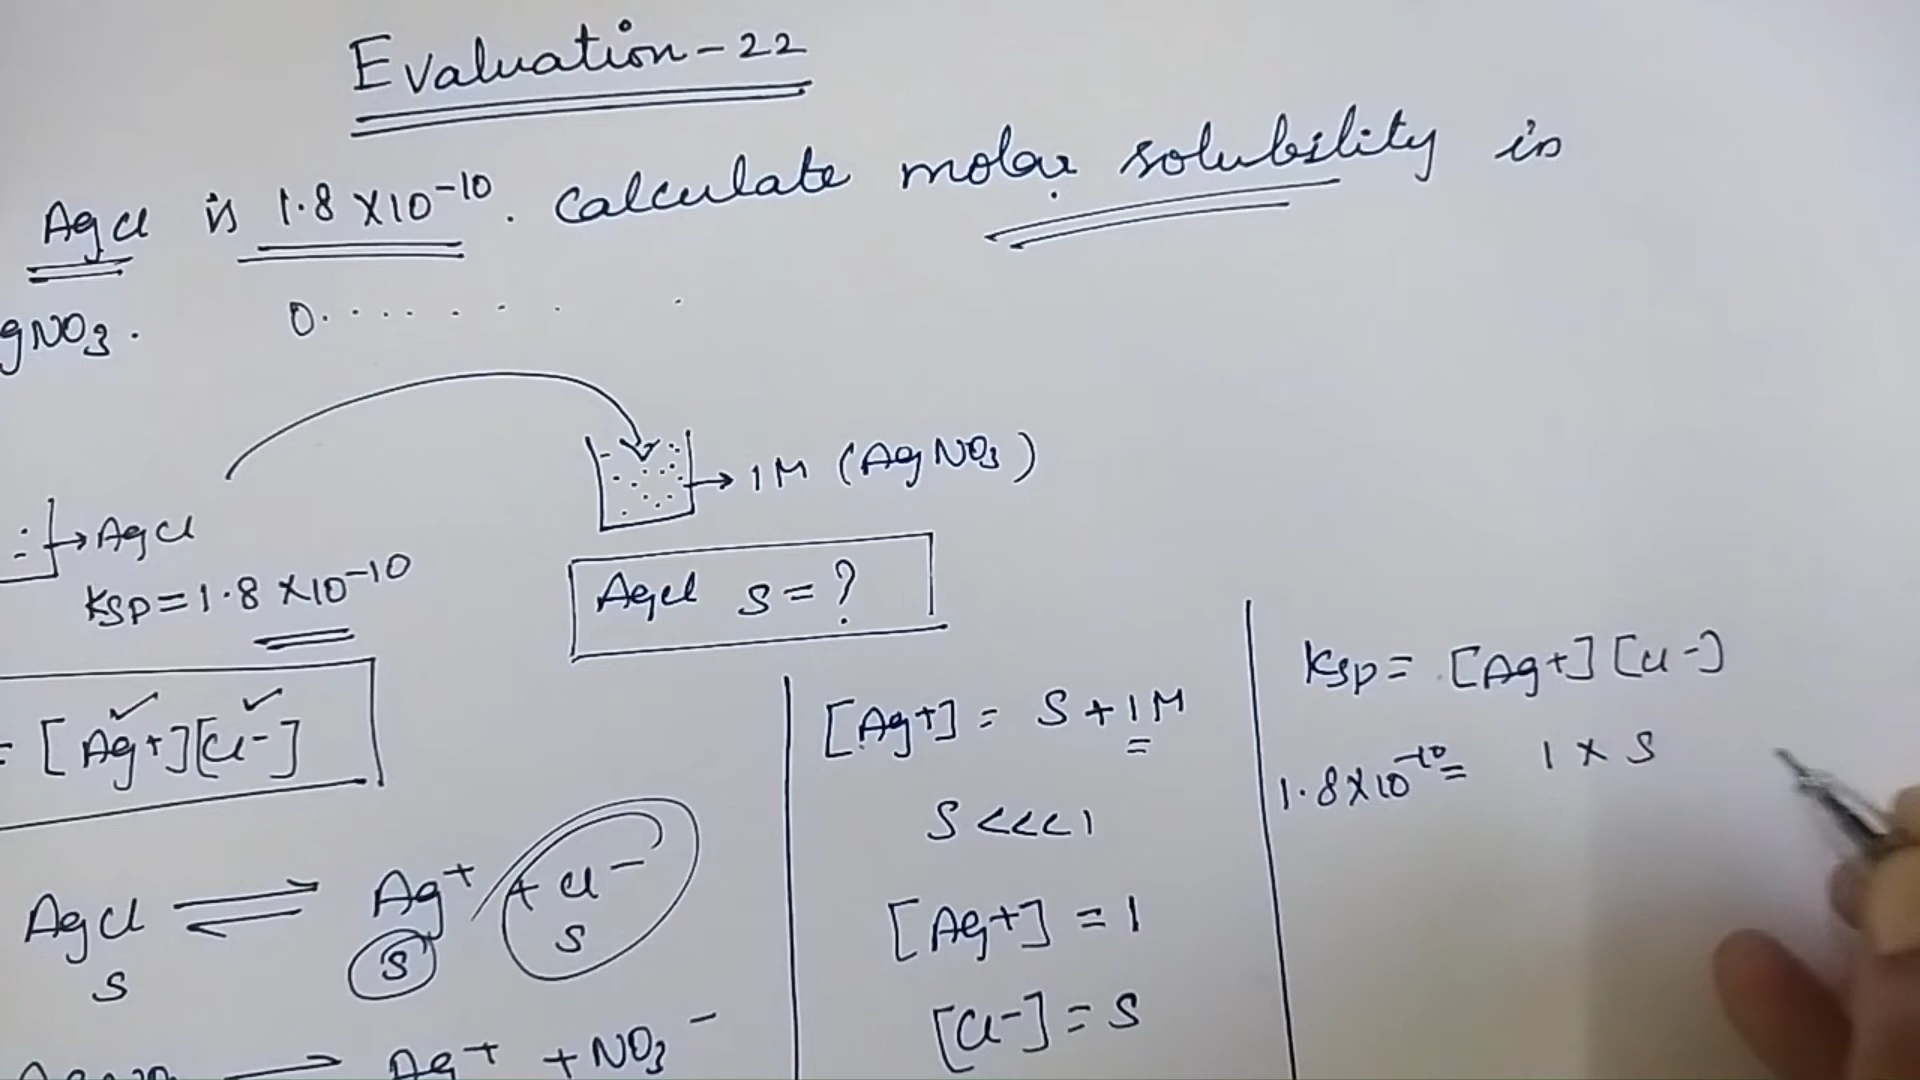 Evaluation-22
AgCl is 1.8 X10⁻¹⁰. Calculate molar solubility in
gNO₃. 0. . . . . . . .
→ 1M (AgNO₃)
→ AgCl
Ksp = 1.8 X10⁻¹⁰
AgCl S = ?
= [Ag+][Cl-]
AgCl ⇌ Ag⁺ + Cl⁻
S S S
Ag⁺ + NO₃⁻
[Ag+] = S + 1M
S <<< 1
[Ag+] = 1
[Cl-] = S
Ksp = [Ag+][Cl-]
1.8X10⁻¹⁰ = 1 X S